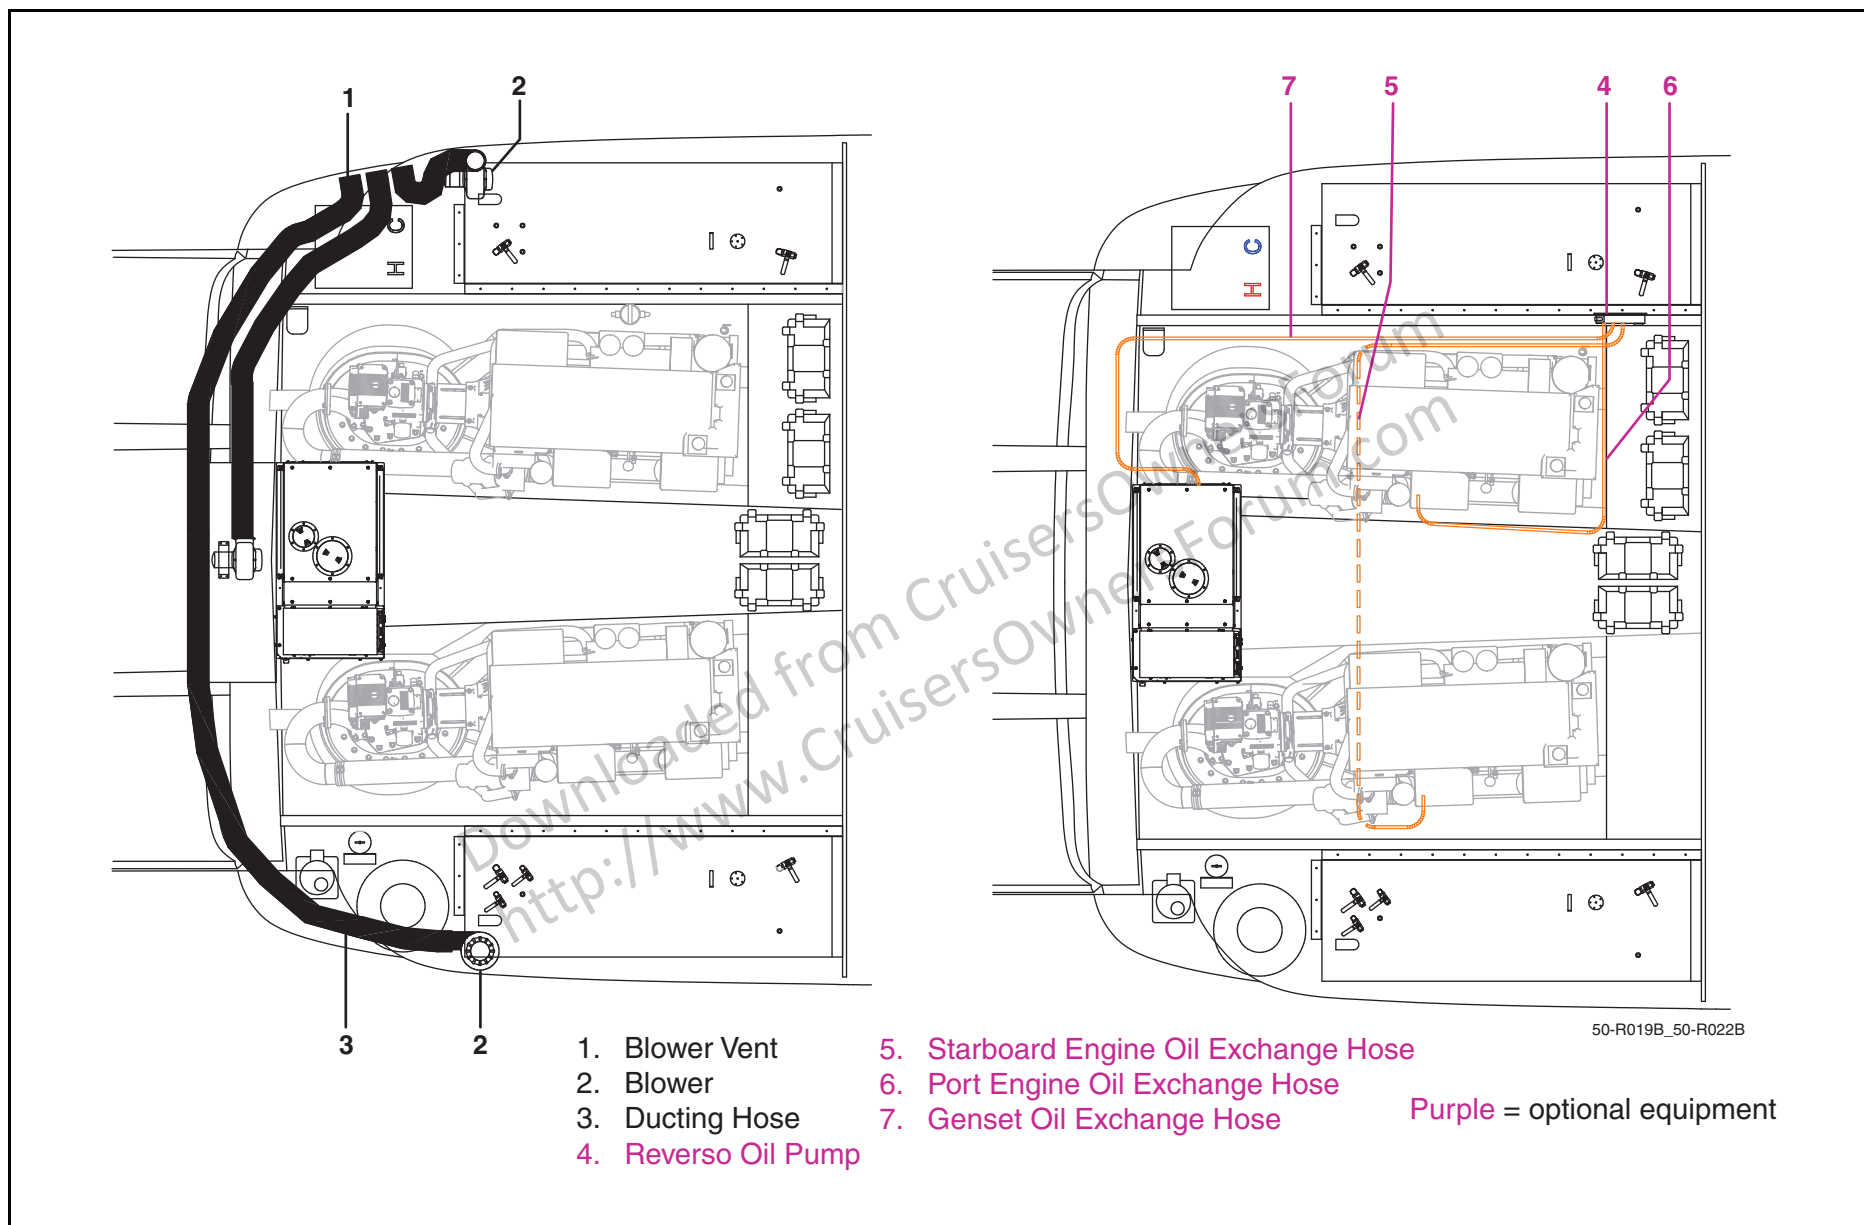 1
2
7
5
4
6
C
H
C
H
Downloaded from CruisersOwnersForum
http://www.CruisersOwnersForum.com
50-R019B_50-R022B
3
2
1. Blower Vent
2. Blower
3. Ducting Hose
4. Reverso Oil Pump
5. Starboard Engine Oil Exchange Hose
6. Port Engine Oil Exchange Hose
7. Genset Oil Exchange Hose
Purple = optional equipment